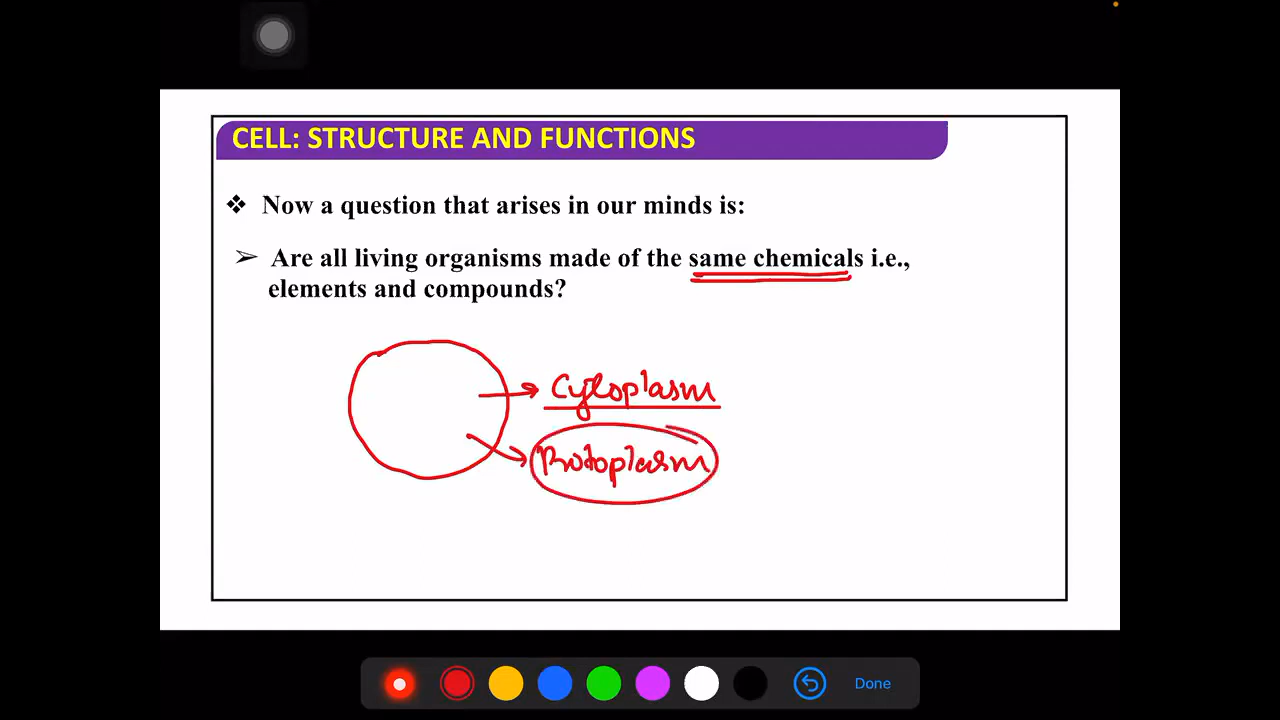 CELL: STRUCTURE AND FUNCTIONS
❖ Now a question that arises in our minds is:
➢ Are all living organisms made of the same chemicals i.e.,
elements and compounds?
Cytoplasm
Protoplasm
Done